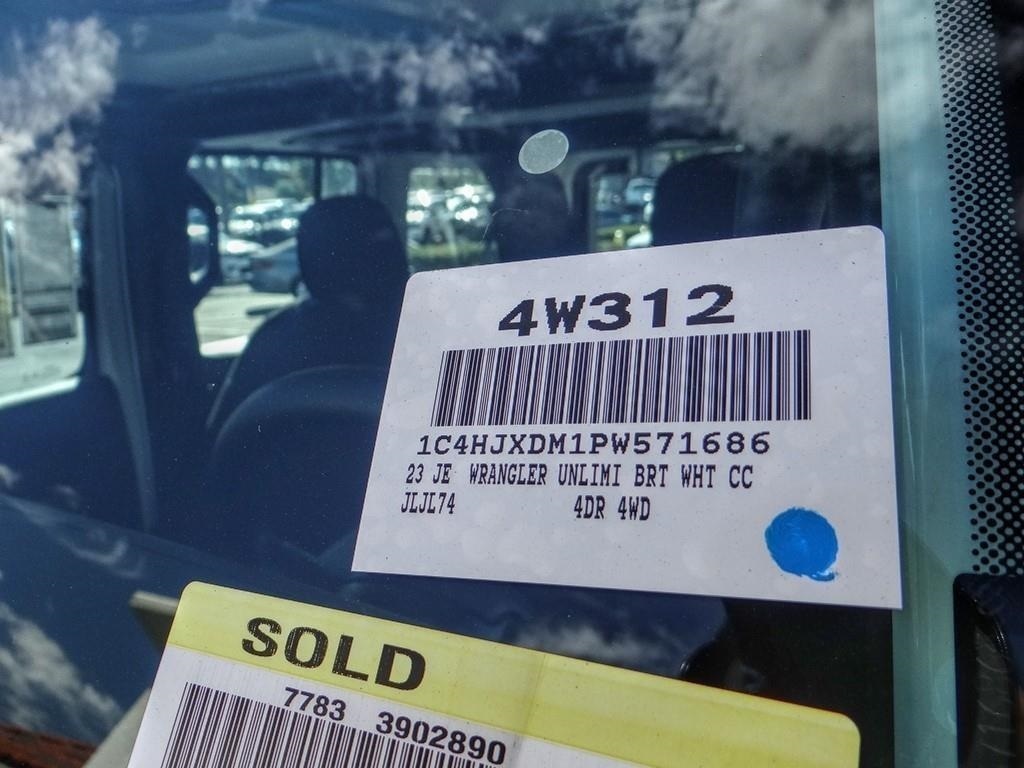 4W312
1C4HJXDM1PW571686
23 JE WRANGLER UNLIMI BRT WHT CC
JLJL74 4DR 4WD
SOLD
7783 3902890